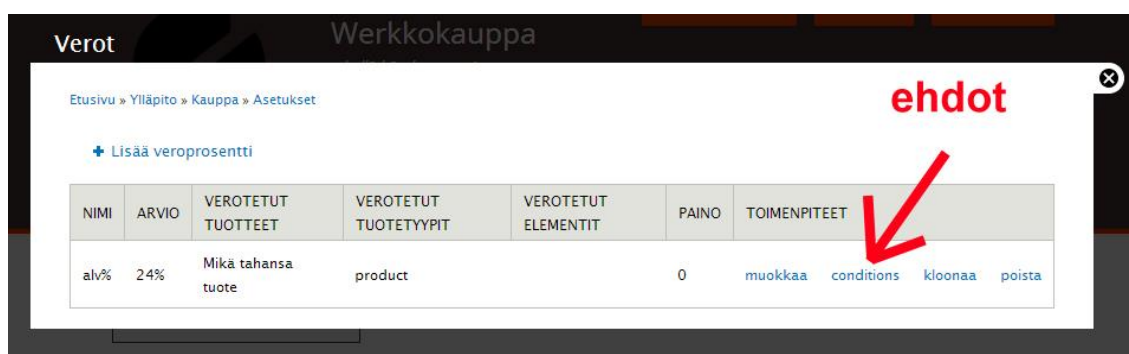 Verot
Werkkokauppa
Etusivu » Ylläpito » Kauppa » Asetukset
ehdot
+ Lisää veroprosentti
NIMI ARVIO VEROTETUT TUOTTEET VEROTETUT TUOTETYYPIT VEROTETUT ELEMENTIT PAINO TOIMENPITEET
alv% 24% Mikä tahansa tuote product 0 muokkaa conditions kloonaa poista